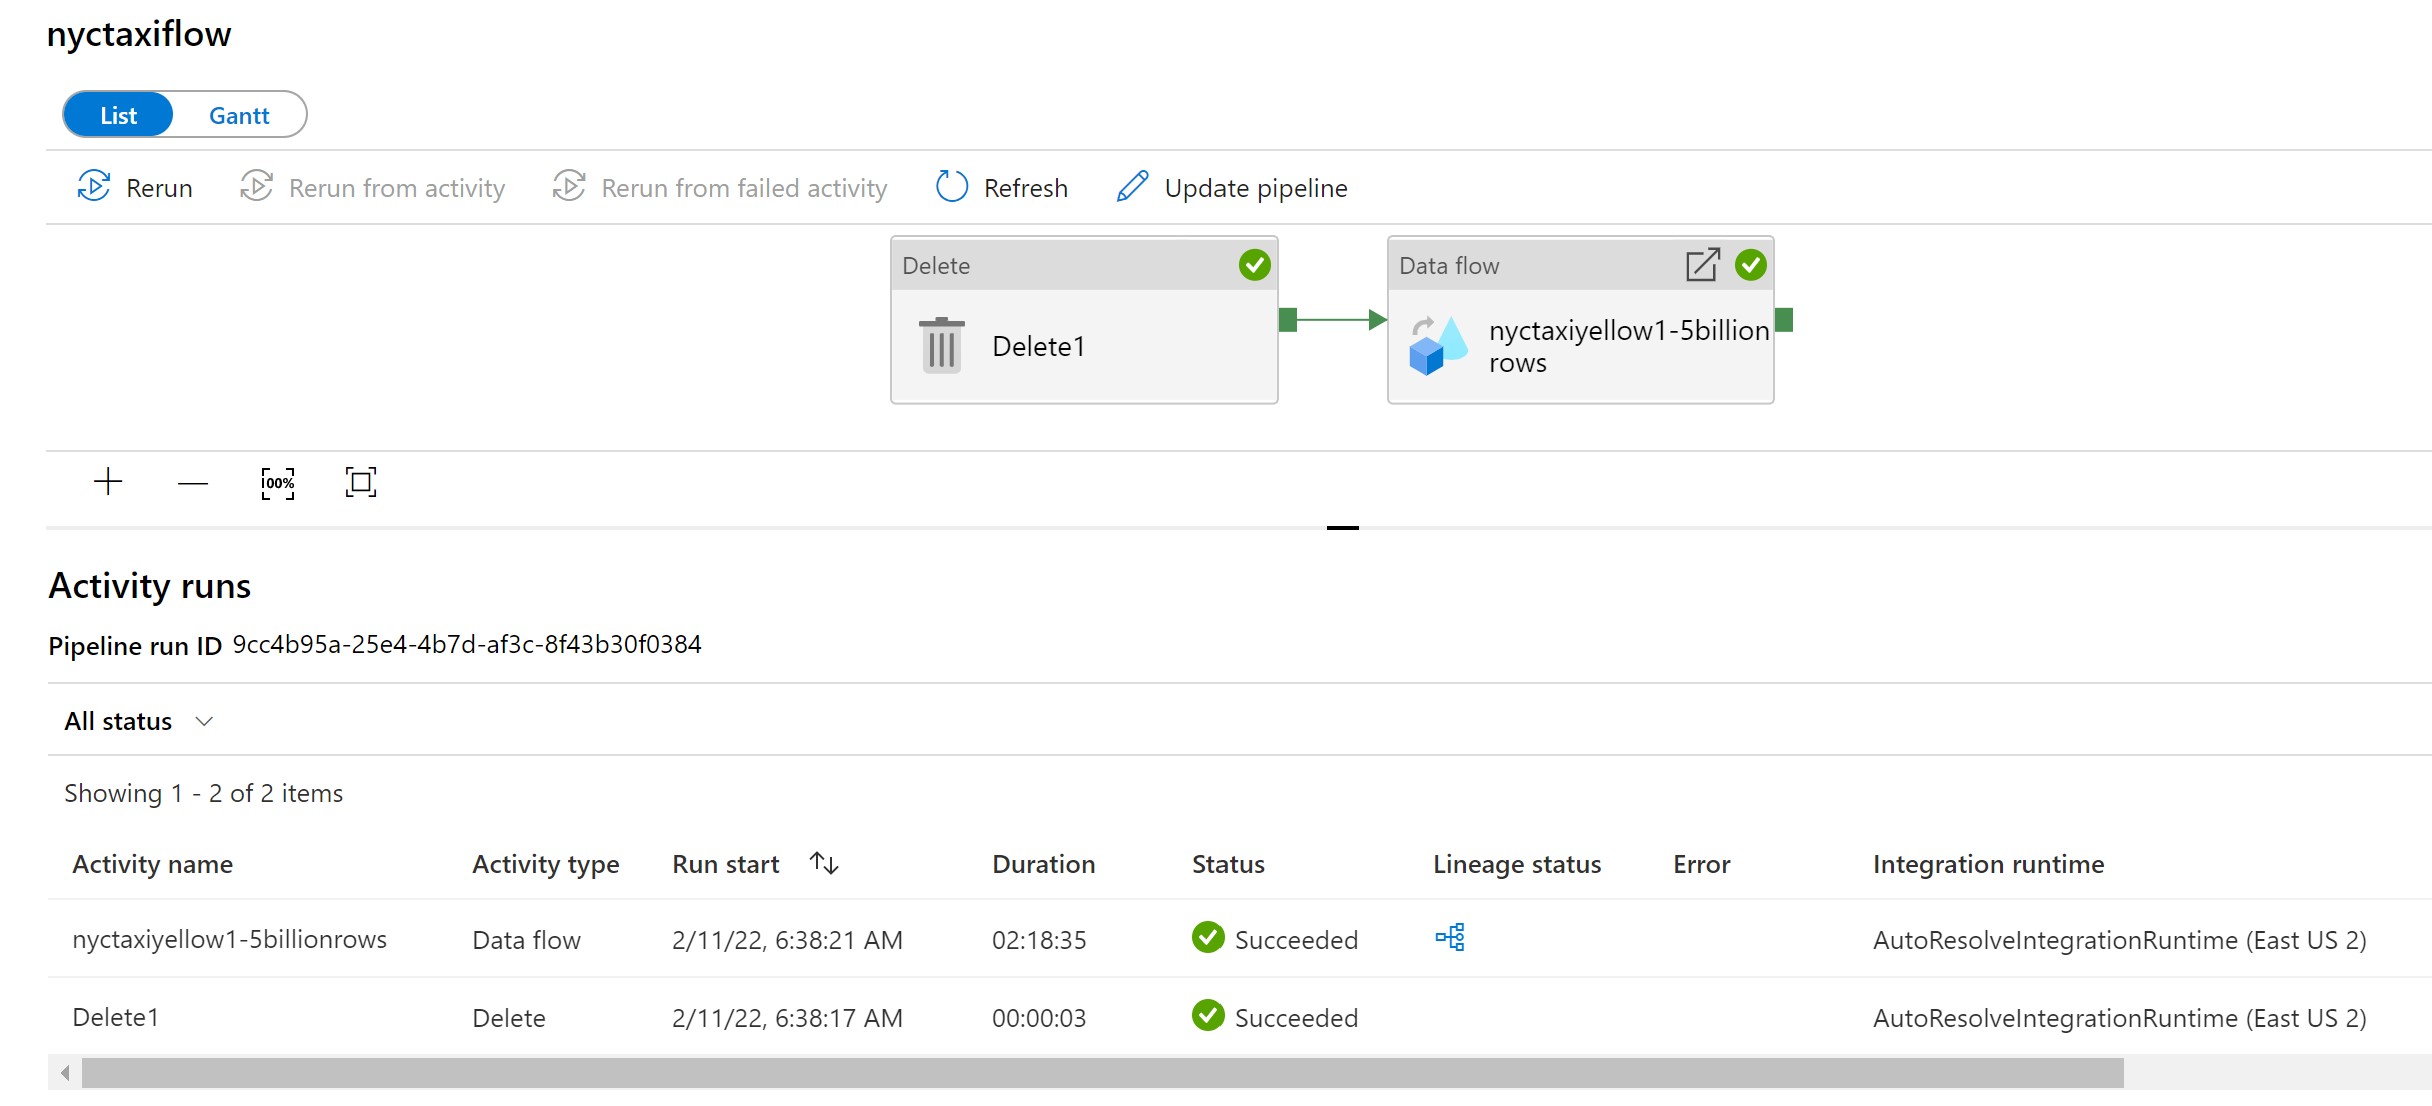 nyctaxiflow
List Gantt
Rerun Rerun from activity Rerun from failed activity Refresh Update pipeline
Delete
Delete1
Data flow
nyctaxiyellow1-5billion
rows
00%
Activity runs
Pipeline run ID 9cc4b95a-25e4-4b7d-af3c-8f43b30f0384
All status
Showing 1 - 2 of 2 items
Activity name Activity type Run start Duration Status Lineage status Error Integration runtime
nyctaxiyellow1-5billionrows Data flow 2/11/22, 6:38:21 AM 02:18:35 Succeeded AutoResolveIntegrationRuntime (East US 2)
Delete1 Delete 2/11/22, 6:38:17 AM 00:00:03 Succeeded AutoResolveIntegrationRuntime (East US 2)